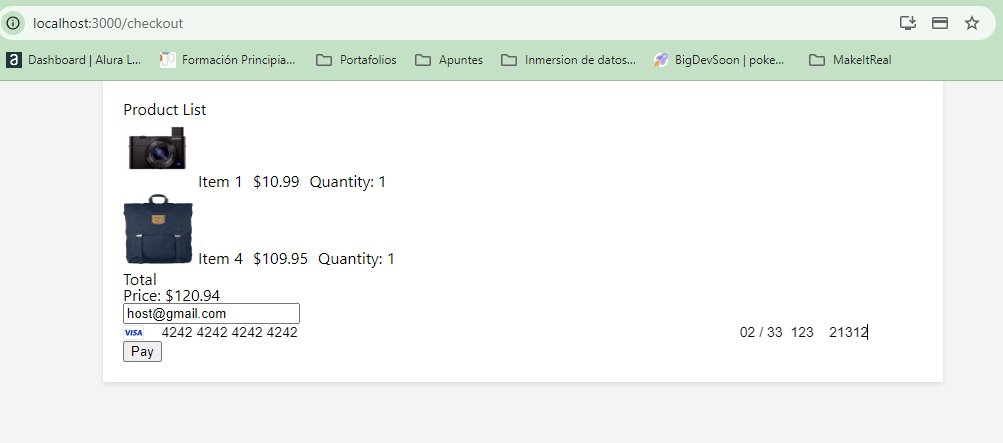 localhost:3000/checkout
Dashboard | Alura L... Formación Principia... Portafolios Apuntes Inmersion de datos... BigDevSoon | poke... MakeItReal
Product List
Item 1 $10.99 Quantity: 1
Item 4 $109.95 Quantity: 1
Total
Price: $120.94
host@gmail.com
VISA 4242 4242 4242 4242 02 / 33 123 21312
Pay